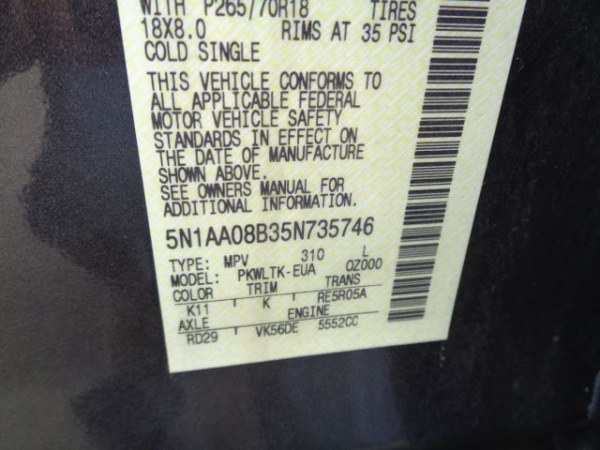 WITH P265/70R18 TIRES
18X8.0 RIMS AT 35 PSI
COLD SINGLE
THIS VEHICLE CONFORMS TO
ALL APPLICABLE FEDERAL
MOTOR VEHICLE SAFETY
STANDARDS IN EFFECT ON
THE DATE OF MANUFACTURE
SHOWN ABOVE.
SEE OWNERS MANUAL FOR
ADDITIONAL INFORMATION.
5N1AA08B35N735746
TYPE: MPV 310 L
MODEL: PKWLTK-EUA 0Z000
COLOR TRIM TRANS
K11 K RE5R05A
AXLE ENGINE
RD29 VK56DE 5552CC